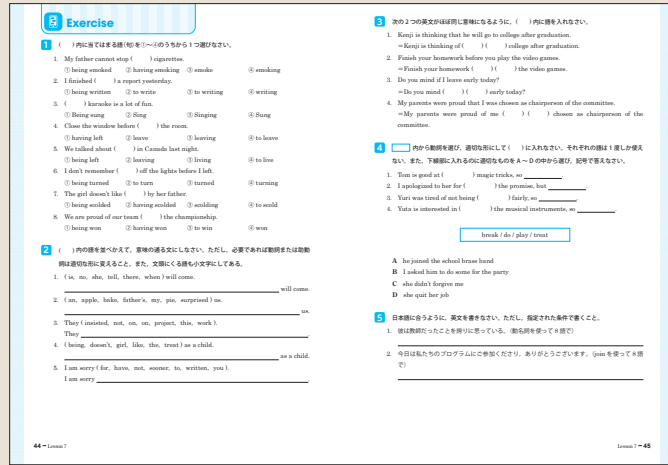 Exercise
1 (　　) 内に当てはまる語(句)を①～④のうちから1つ選びなさい。
1. My father cannot stop (　　) cigarettes.
① being smoked ② having smoking ③ smoke ④ smoking
2. I finished (　　) a report yesterday.
① being written ② to write ③ to writing ④ writing
3. (　　) karaoke is a lot of fun.
① Being sung ② Sing ③ Singing ④ Sung
4. Close the window before (　　) the room.
① having left ② leave ③ leaving ④ to leave
5. We talked about (　　) in Canada last night.
① being left ② leaving ③ living ④ to live
6. I don't remember (　　) off the lights before I left.
① being turned ② to turn ③ turned ④ turning
7. The girl doesn't like (　　) by her father.
① being scolded ② having scolded ③ scolding ④ to scold
8. We are proud of our team (　　) the championship.
① being won ② having won ③ to win ④ won
2 (　　) 内の語を並べかえて、意味の通る文にしなさい。ただし、必要であれば動詞または助動
詞は適切な形に変えること。また、文頭にくる語も小文字にしてある。
1. ( is, no, she, tell, there, when ) will come.
will come.
2. ( an, apple, bake, father's, my, pie, surprised ) us.
us.
3. They ( insisted, not, on, on, project, this, work ).
They .
4. ( being, doesn't, girl, like, the, treat ) as a child.
as a child.
5. I am sorry ( for, have, not, sooner, to, written, you ).
I am sorry .
44 – Lesson 7
3 次の2つの英文がほぼ同じ意味になるように、(　　) 内に語を入れなさい。
1. Kenji is thinking that he will go to college after graduation.
=Kenji is thinking of (　　) (　　) college after graduation.
2. Finish your homework before you play the video games.
=Finish your homework (　　) (　　) the video games.
3. Do you mind if I leave early today?
=Do you mind (　　) (　　) early today?
4. My parents were proud that I was chosen as chairperson of the committee.
=My parents were proud of me (　　) (　　) chosen as chairperson of the
committee.
4 内から動詞を選び、適切な形にして (　　) に入れなさい。それぞれの語は1度しか使え
ない。また、下線部に入れるのに適切なものをA～Dの中から選び、記号で答えなさい。
1. Tom is good at (　　) magic tricks, so .
2. I apologized to her for (　　) the promise, but .
3. Yuri was tired of not being (　　) fairly, so .
4. Yuta is interested in (　　) the musical instruments, so .
break / do / play / treat
A he joined the school brass band
B I asked him to do some for the party
C she didn't forgive me
D she quit her job
5 日本語に合うように、英文を書きなさい。ただし、指定された条件で書くこと。
1. 彼は教師だったことを誇りに思っている。(動名詞を使って8語で)
2. 今日は私たちのプログラムにご参加くださり、ありがとうございます。(joinを使って8語
で)
Lesson 7 – 45